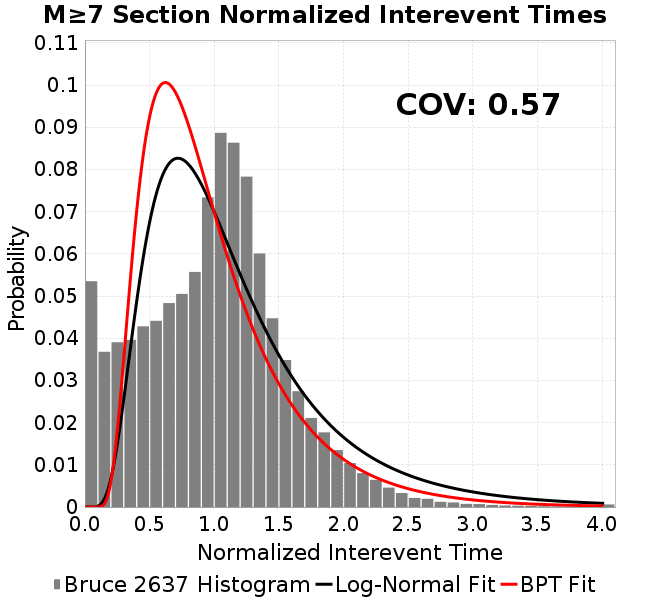 M≥7 Section Normalized Interevent Times
0.11
0.1
0.09
0.08
0.07
0.06
0.05
0.04
0.03
0.02
0.01
0
Probability
COV: 0.57
0.0 0.5 1.0 1.5 2.0 2.5 3.0 3.5 4.0
Normalized Interevent Time
Bruce 2637 Histogram Log-Normal Fit BPT Fit